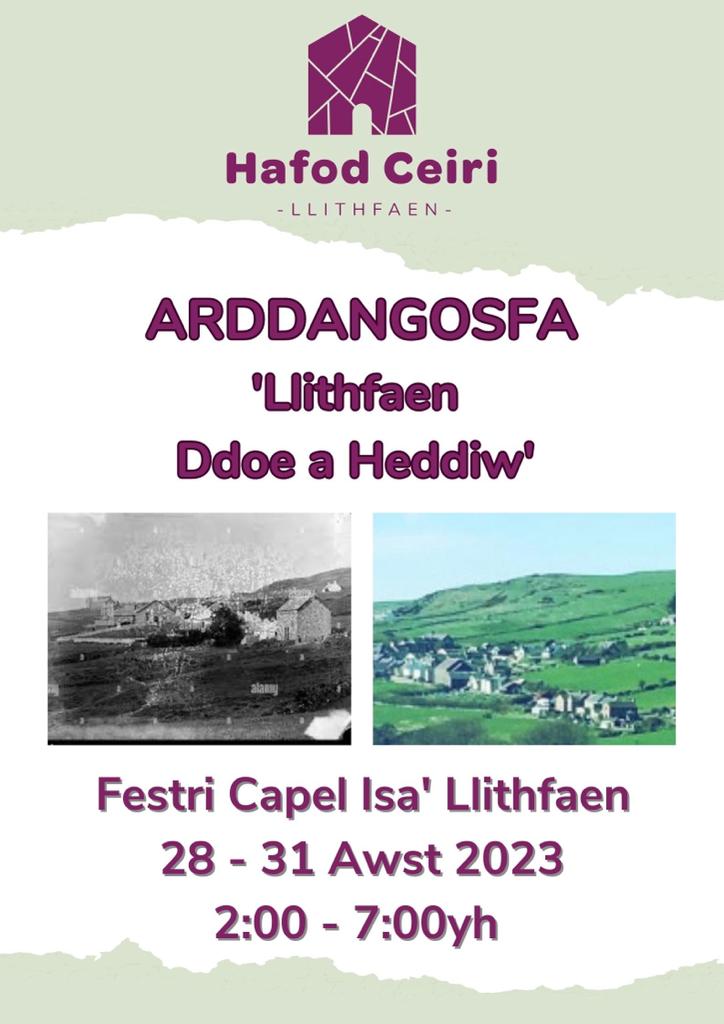 Hafod Ceiri
-LLITHFAEN-
ARDDANGOSFA
'Llithfaen
Ddoe a Heddiw'
alamy
Festri Capel Isa' Llithfaen
28 - 31 Awst 2023
2:00 - 7:00yh